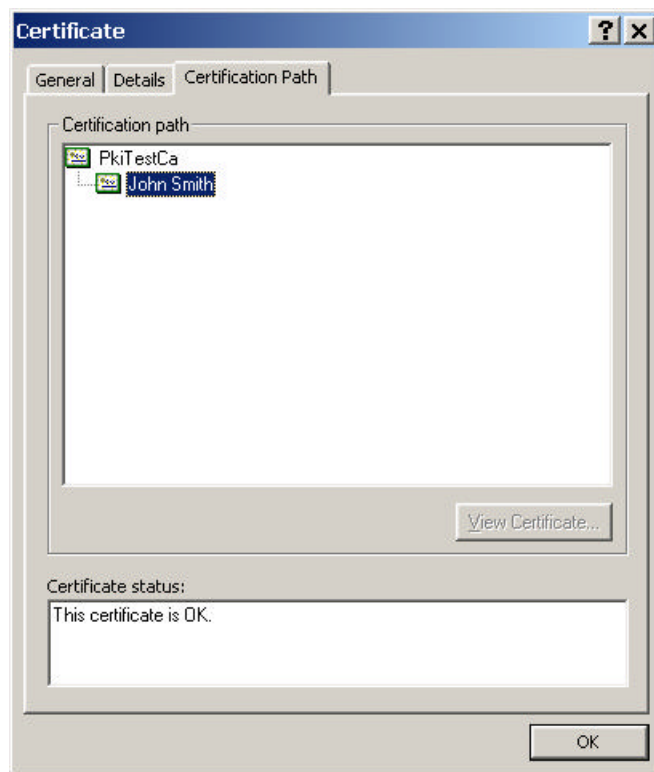 Certificate
General Details Certification Path
Certification path
PkiTestCa
John Smith
View Certificate...
Certificate status:
This certificate is OK.
OK